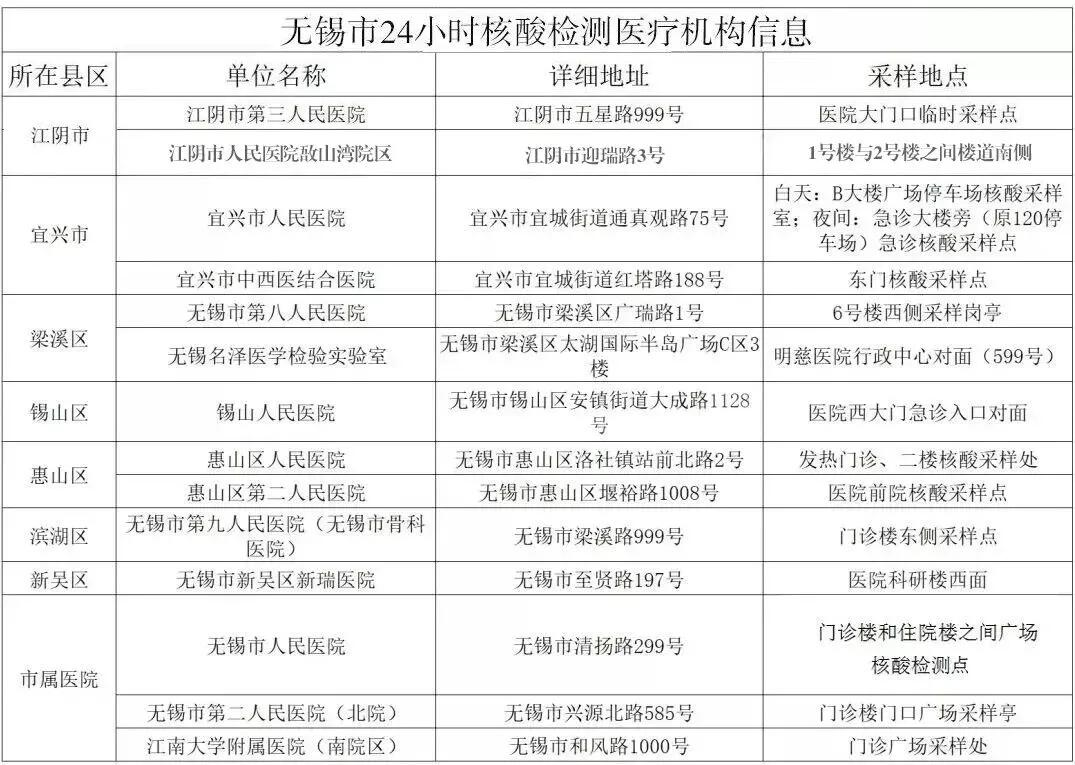 无锡市24小时核酸检测医疗机构信息
所在县区 单位名称 详细地址 采样地点
江阴市 江阴市第三人民医院 江阴市五星路999号 医院大门口临时采样点
江阴市人民医院敔山湾院区 江阴市迎瑞路3号 1号楼与2号楼之间楼道南侧
宜兴市 宜兴市人民医院 宜兴市宜城街道通真观路75号 白天：B大楼广场停车场核酸采样
室；夜间：急诊大楼旁（原120停
车场）急诊核酸采样点
宜兴市中西医结合医院 宜兴市宜城街道红塔路188号 东门核酸采样点
梁溪区 无锡市第八人民医院 无锡市梁溪区广瑞路1号 6号楼西侧采样岗亭
无锡名泽医学检验实验室 无锡市梁溪区太湖国际半岛广场C区3
楼 明慈医院行政中心对面（599号）
锡山区 锡山人民医院 无锡市锡山区安镇街道大成路1128
号 医院西大门急诊入口对面
惠山区 惠山区人民医院 无锡市惠山区洛社镇站前北路2号 发热门诊、二楼核酸采样处
惠山区第二人民医院 无锡市惠山区堰裕路1008号 医院前院核酸采样点
滨湖区 无锡市第九人民医院（无锡市骨科
医院） 无锡市梁溪路999号 门诊楼东侧采样点
新吴区 无锡市新吴区新瑞医院 无锡市至贤路197号 医院科研楼西面
市属医院 无锡市人民医院 无锡市清扬路299号 门诊楼和住院楼之间广场
核酸检测点
无锡市第二人民医院（北院） 无锡市兴源北路585号 门诊楼门口广场采样亭
江南大学附属医院（南院区） 无锡市和风路1000号 门诊广场采样处